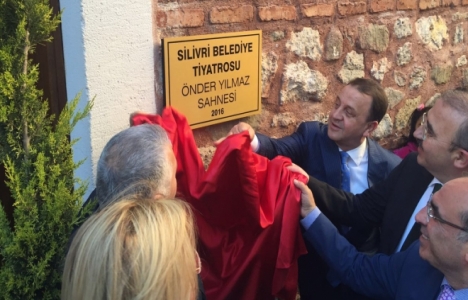 SİLİVRİ BELEDİYE
TİYATROSU
ÖNDER YILMAZ
SAHNESİ
2016